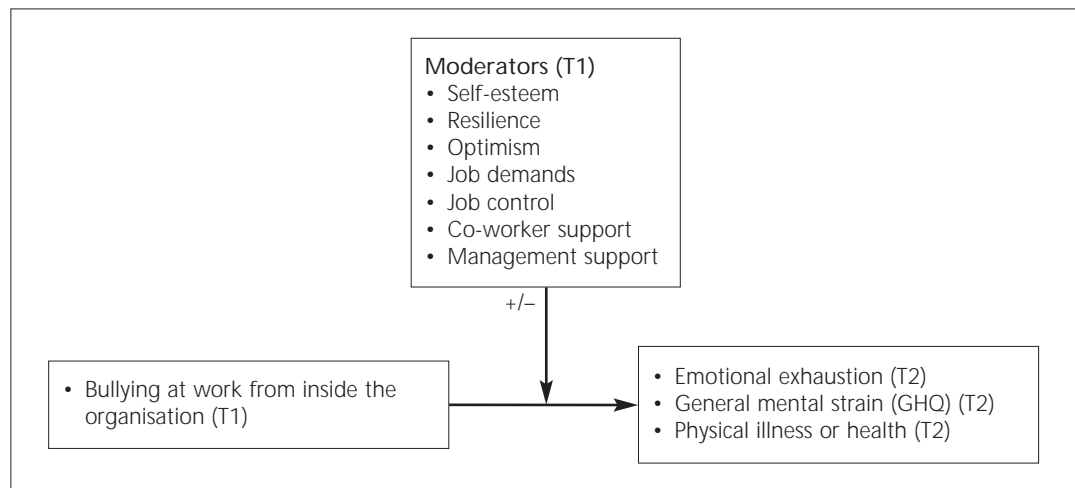 Moderators (T1)
• Self-esteem
• Resilience
• Optimism
• Job demands
• Job control
• Co-worker support
• Management support
+/–
• Bullying at work from inside the
organisation (T1)
• Emotional exhaustion (T2)
• General mental strain (GHQ) (T2)
• Physical illness or health (T2)